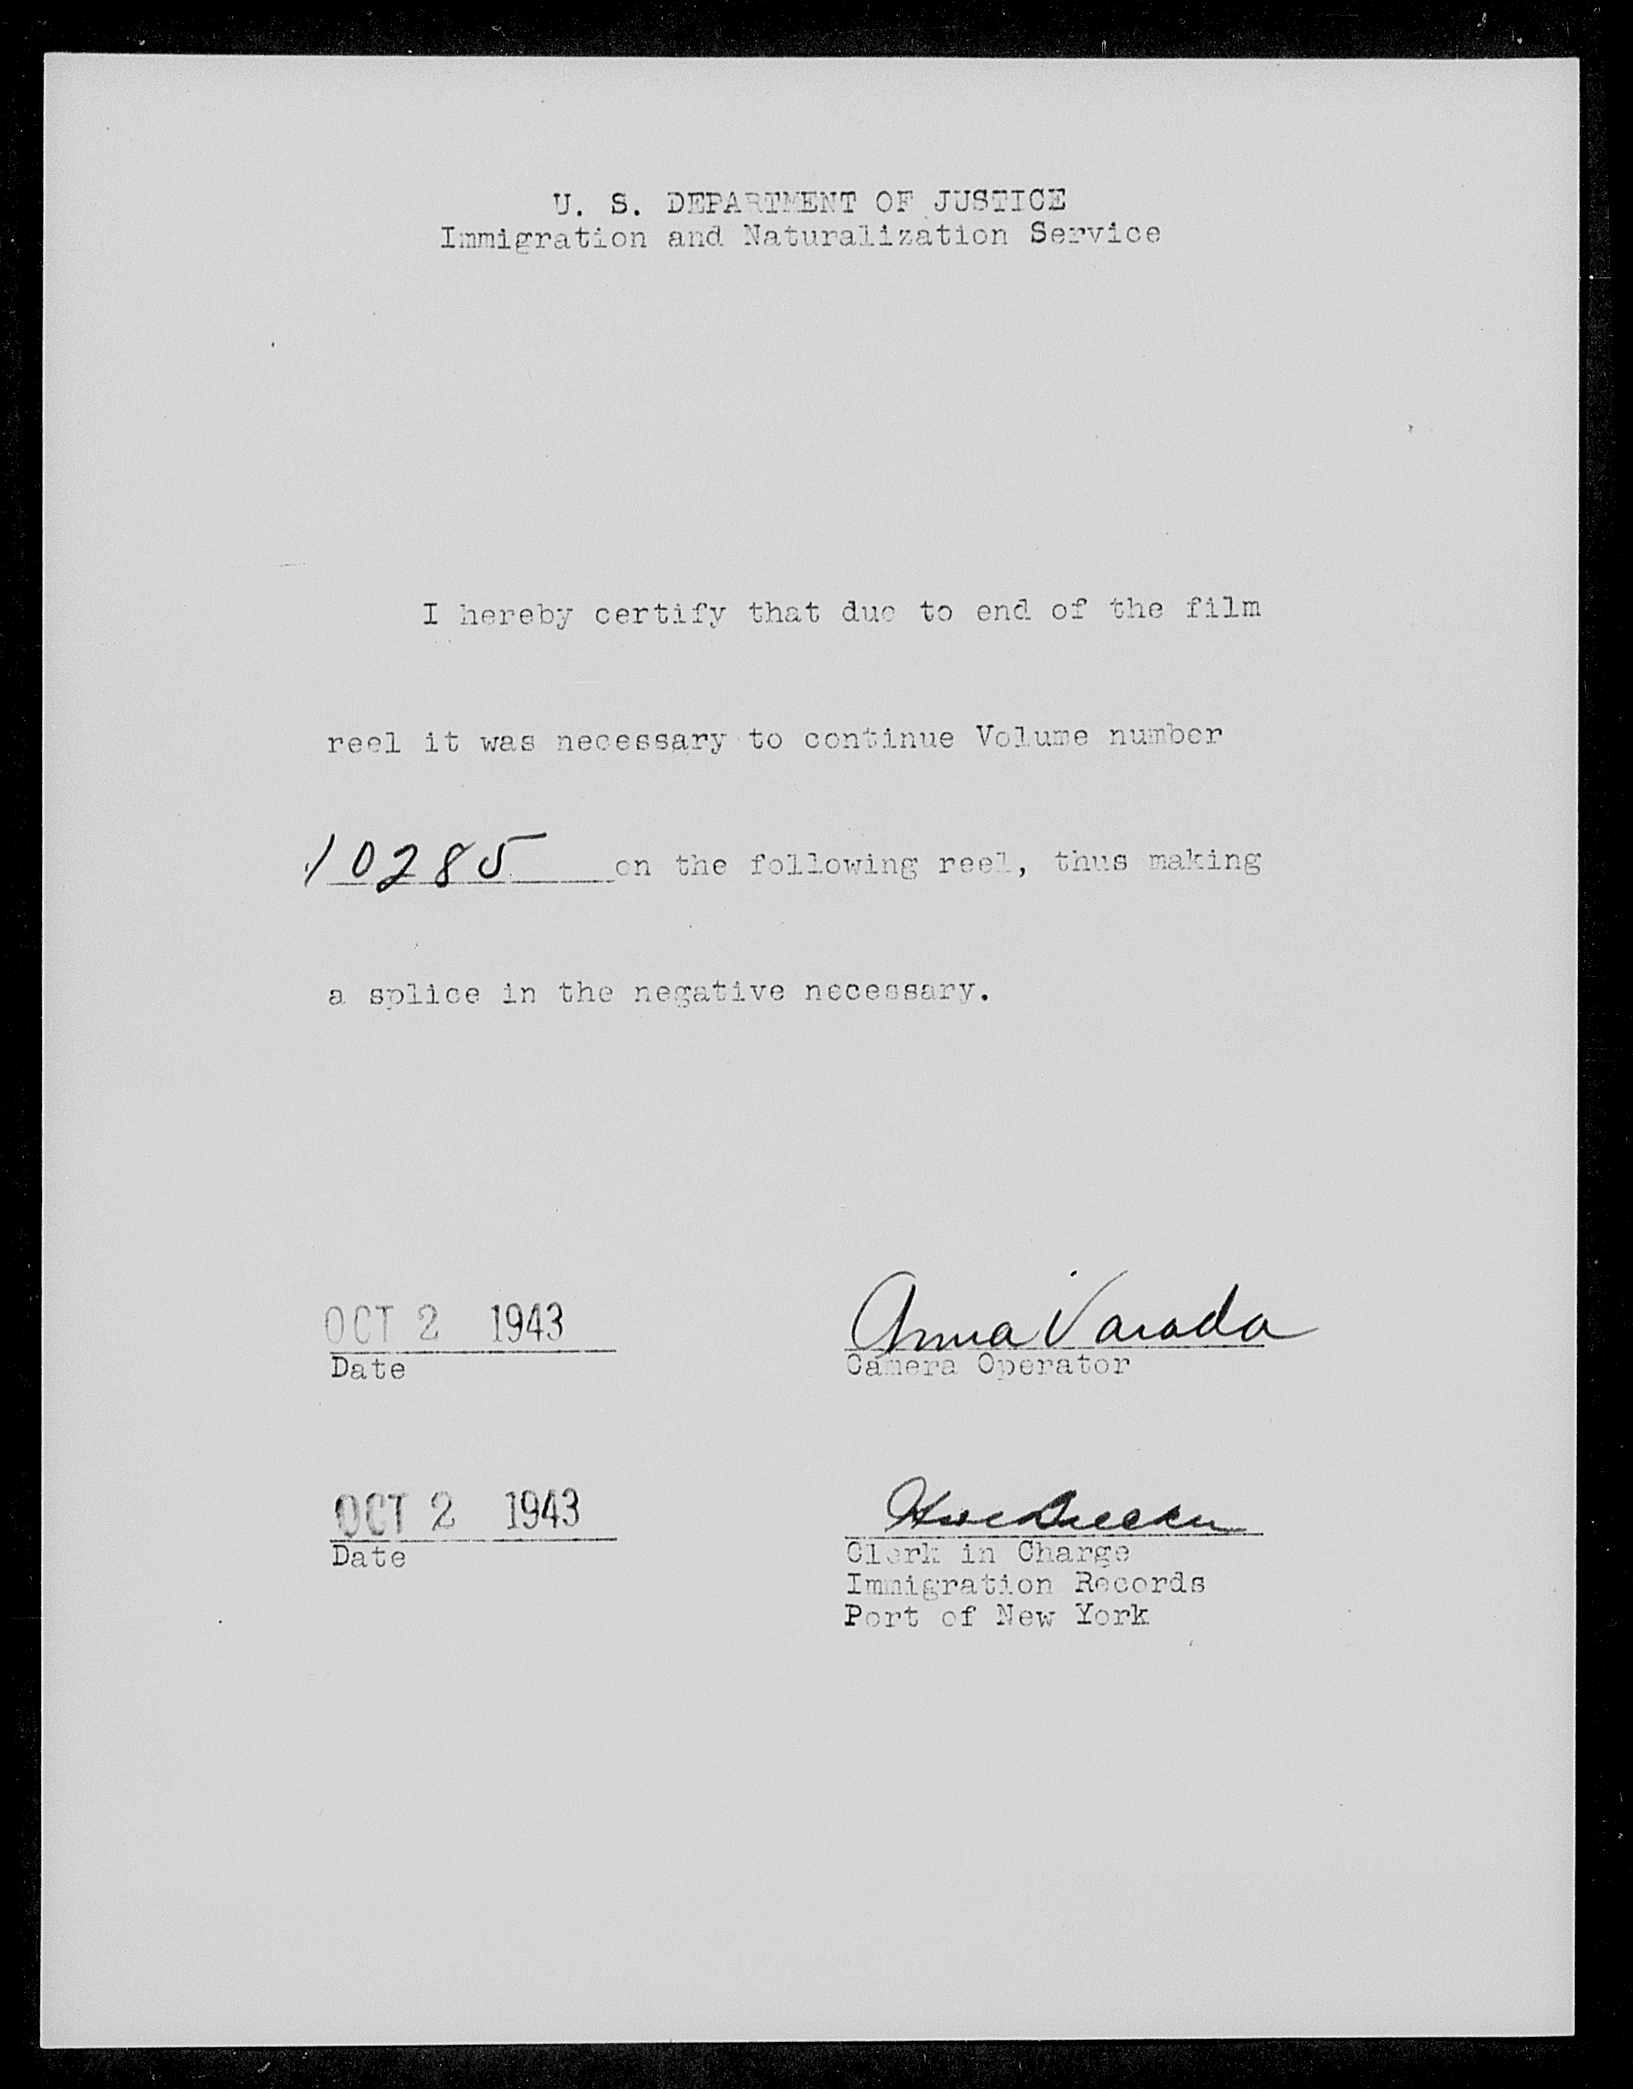 U. S. DEPARTMENT OF JUSTICE
Immigration and Naturalization Service
I hereby certify that due to end of the film
reel it was necessary to continue Volume number
10285 on the following reel, thus making
a splice in the negative necessary.
OCT 2 1943
Date
Anna Varada
Camera Operator
OCT 2 1943
Date
Clerk in Charge
Immigration Records
Port of New York